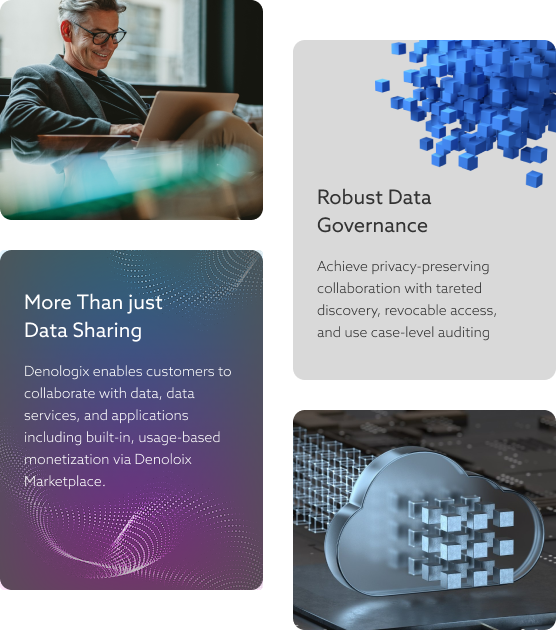 More Than just
Data Sharing
Denologix enables customers to
collaborate with data, data
services, and applications
including built-in, usage-based
monetization via Denoloix
Marketplace.
Robust Data
Governance
Achieve privacy-preserving
collaboration with tareted
discovery, revocable access,
and use case-level auditing